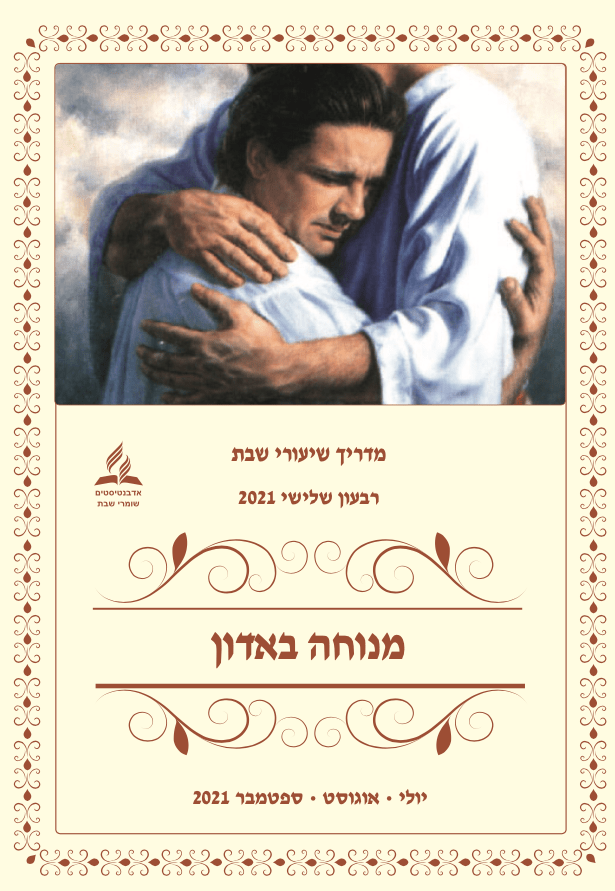 מדריך שיעורי שבת
רבעון שלישי 2021
אדבנטיסטים
שומרי שבת
מנוחה באדון
יולי • אוגוסט • ספטמבר 2021